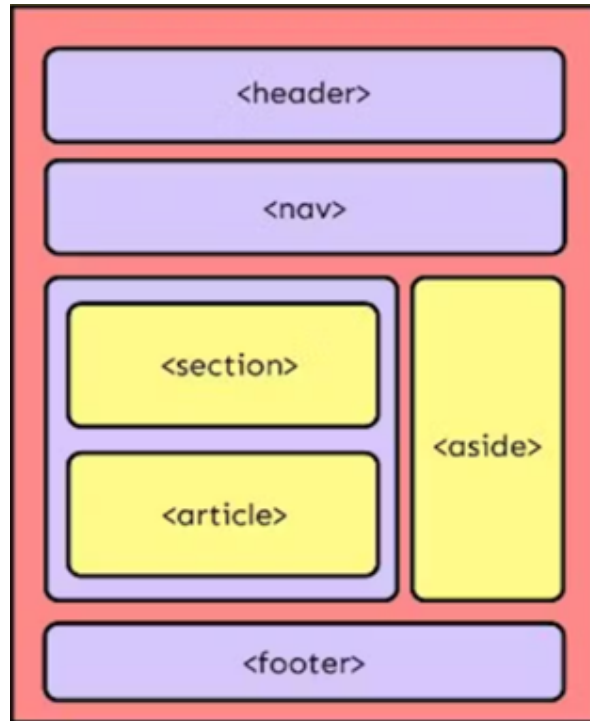 <header>
<nav>
<section>
<article>
<aside>
<footer>